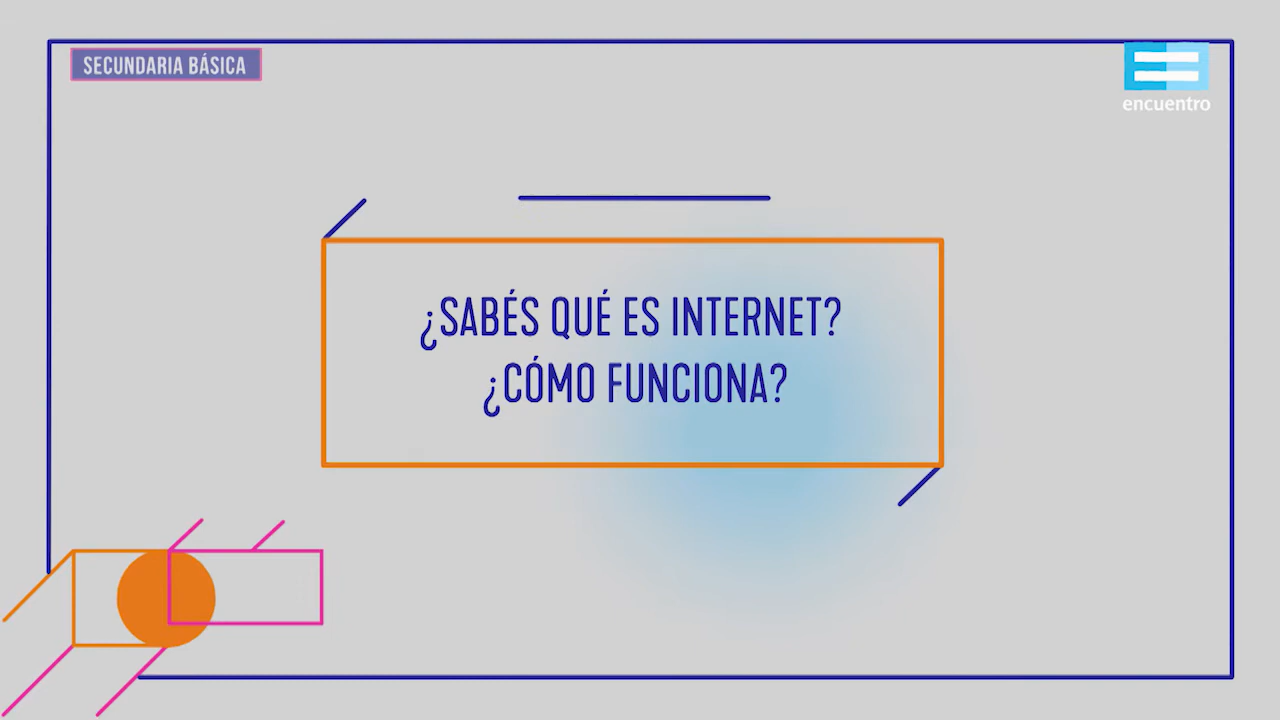 SECUNDARIA BÁSICA
encuentro
¿SABÉS QUÉ ES INTERNET?
¿CÓMO FUNCIONA?